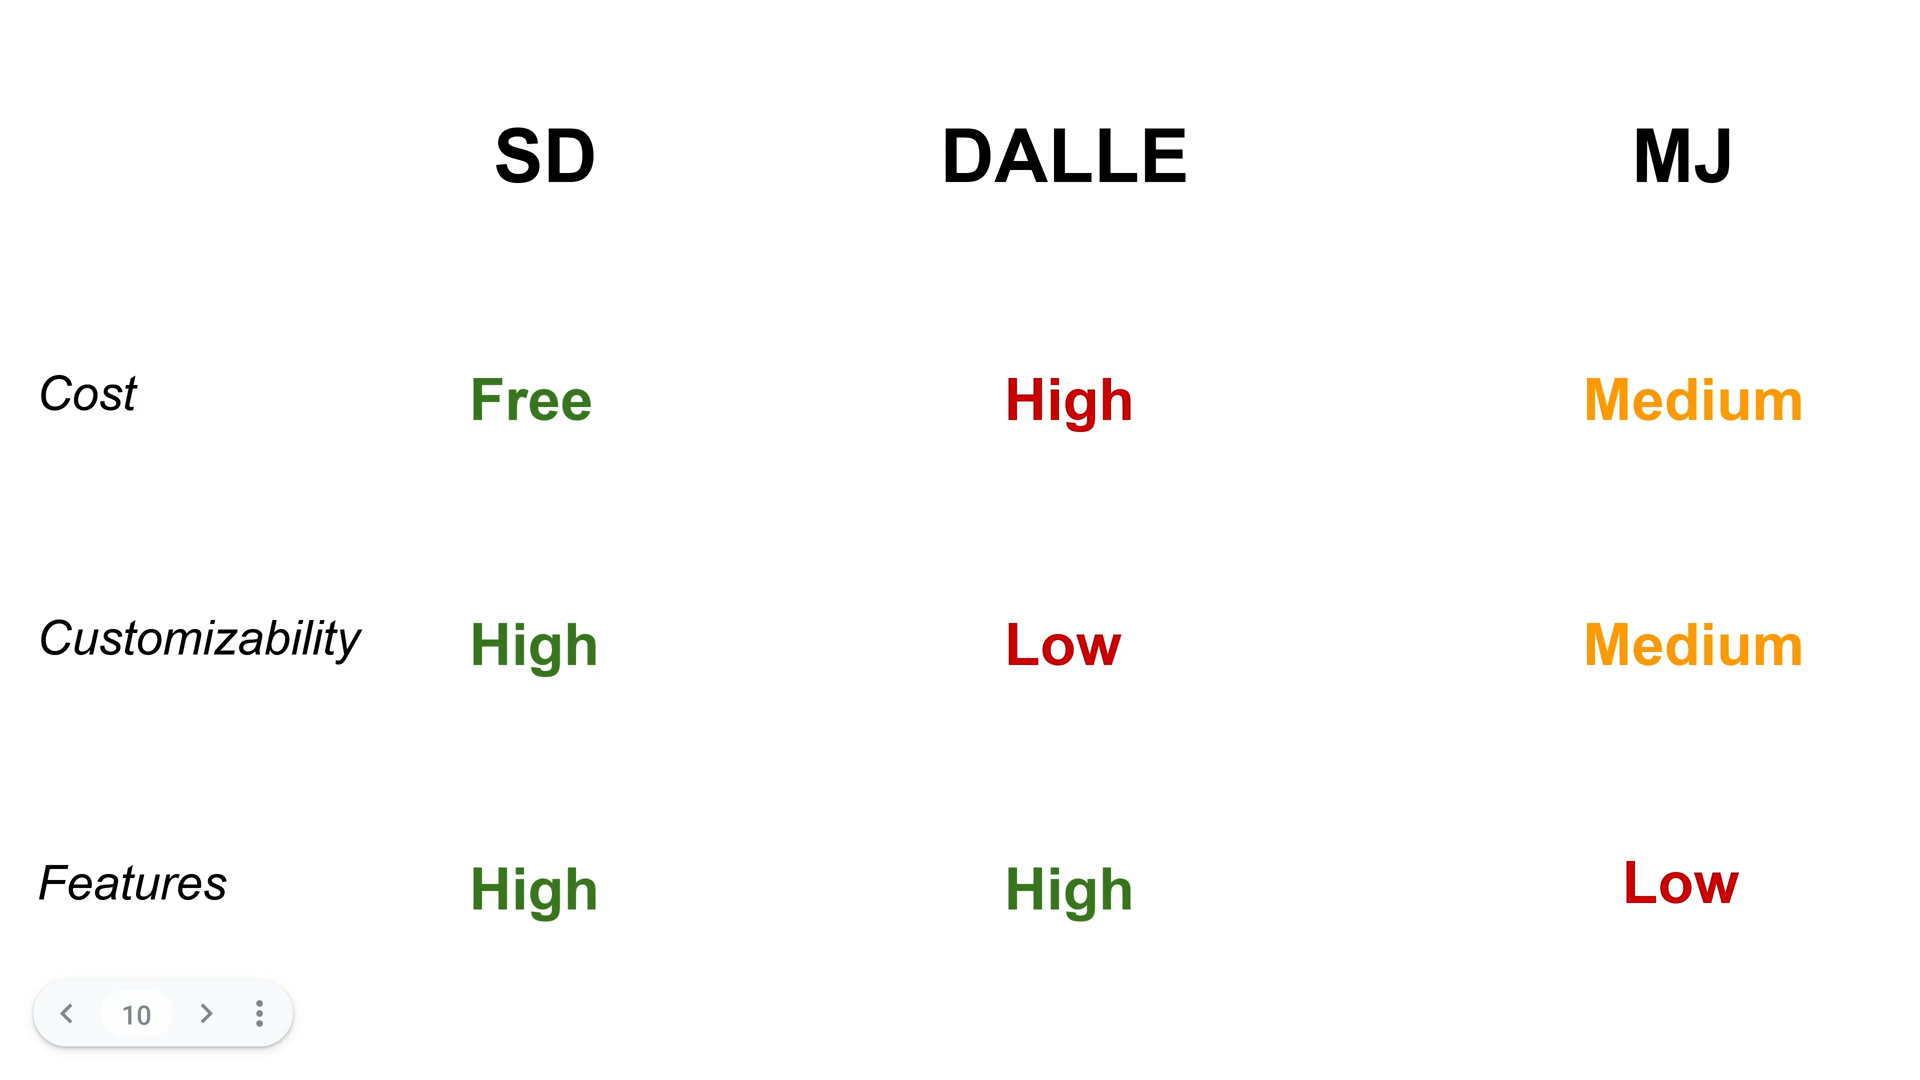 SD DALLE MJ
Cost Free High Medium
Customizability High Low Medium
Features High High Low
10